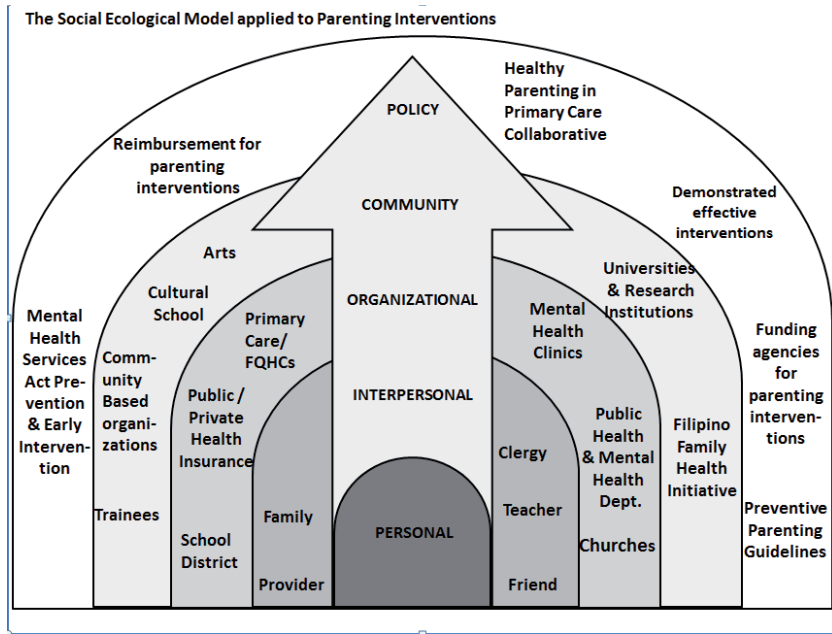 The Social Ecological Model applied to Parenting Interventions
Healthy
Parenting in
Primary Care
Collaborative
POLICY
Reimbursement for
parenting
interventions
Demonstrated
effective
interventions
COMMUNITY
Arts
Cultural
School
Universities
& Research
Institutions
ORGANIZATIONAL
Mental
Health
Services
Act Pre-
vention
& Early
Interven-
tion
Comm-
unity
Based
organi-
zations
Trainees
Primary
Care/
FQHCs
Public /
Private
Health
Insurance
School
District
Mental
Health
Clinics
Public
Health
& Mental
Health
Dept.
Churches
Filipino
Family
Health
Initiative
Funding
agencies
for
parenting
interven-
tions
Preventive
Parenting
Guidelines
INTERPERSONAL
Family
Provider
Clergy
Teacher
Friend
PERSONAL